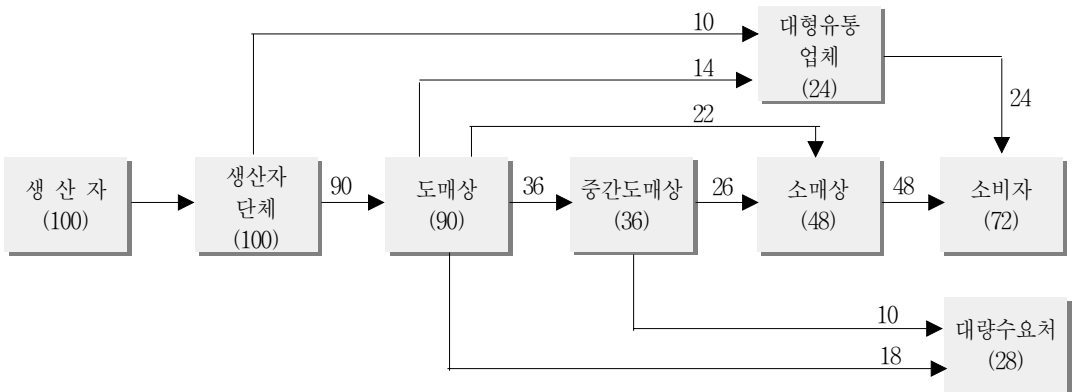 10
대형유통
업체
(24)
14
24
22
생 산 자
(100)
생산자
단체
(100)
90
도매상
(90)
36
중간도매상
(36)
26
소매상
(48)
48
소비자
(72)
10
대량수요처
(28)
18